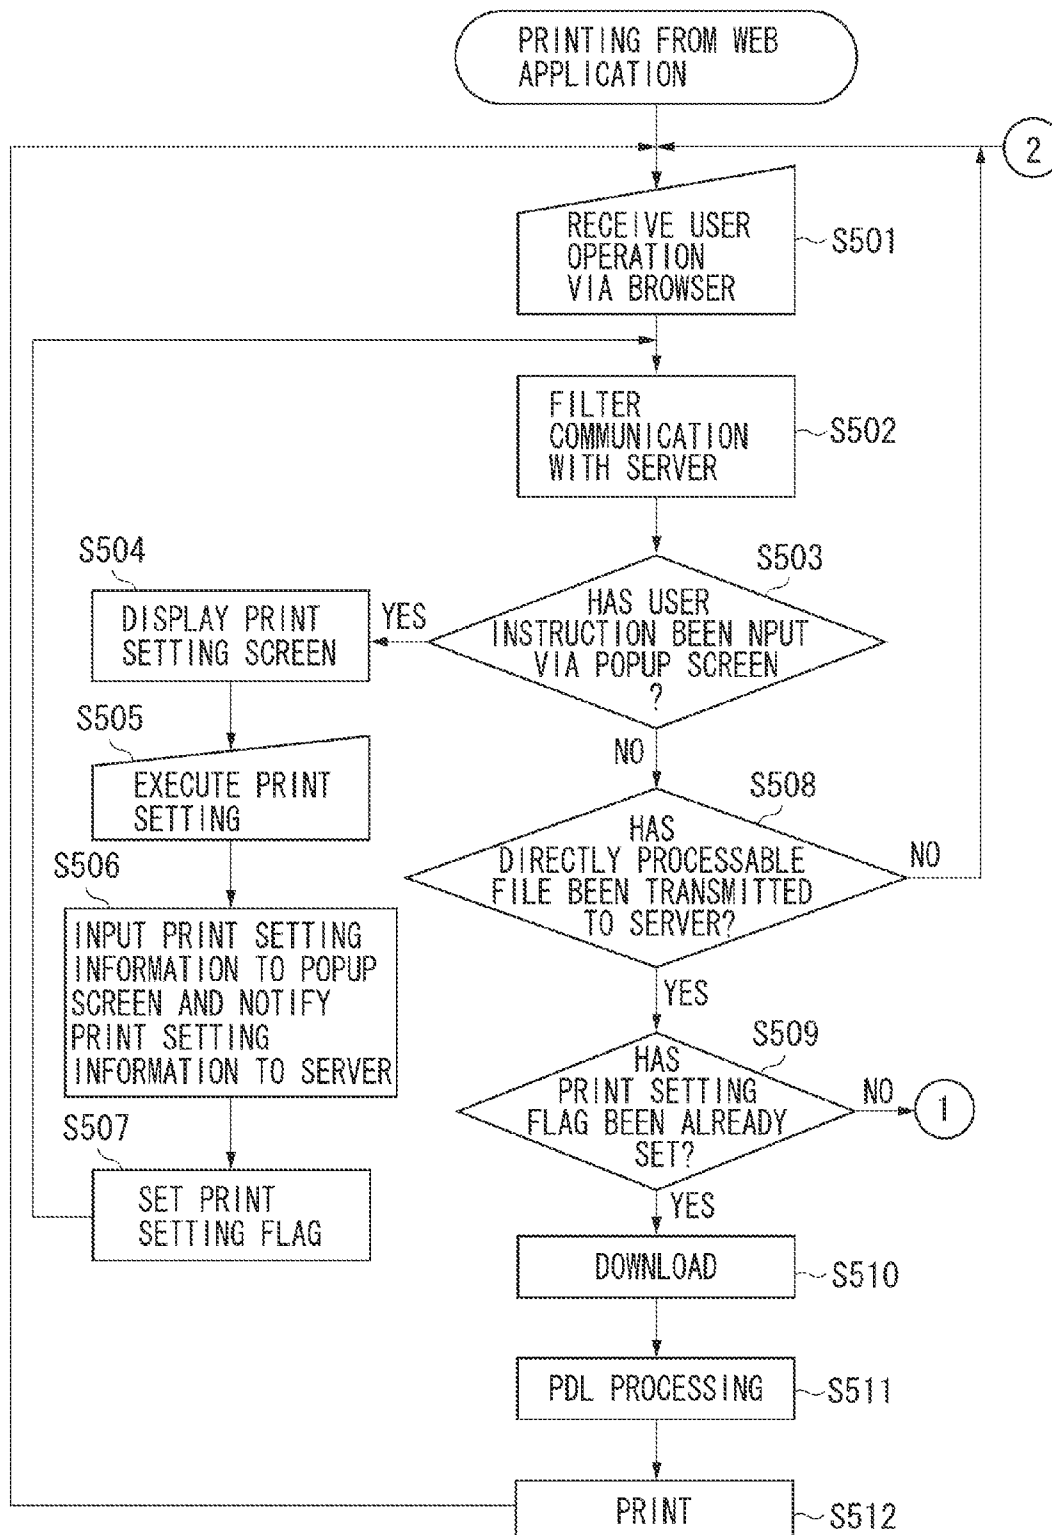 PRINTING FROM WEB
APPLICATION
2
RECEIVE USER
OPERATION
VIA BROWSER
S501
FILTER
COMMUNICATION
WITH SERVER
S502
S503
HAS USER
INSTRUCTION BEEN NPUT
VIA POPUP SCREEN
?
YES
NO
S504
DISPLAY PRINT
SETTING SCREEN
S505
EXECUTE PRINT
SETTING
S506
INPUT PRINT SETTING
INFORMATION TO POPUP
SCREEN AND NOTIFY
PRINT SETTING
INFORMATION TO SERVER
S507
SET PRINT
SETTING FLAG
S508
HAS
DIRECTLY PROCESSABLE
FILE BEEN TRANSMITTED
TO SERVER?
NO
YES
S509
HAS
PRINT SETTING
FLAG BEEN ALREADY
SET?
NO
1
YES
DOWNLOAD
S510
PDL PROCESSING
S511
PRINT
S512